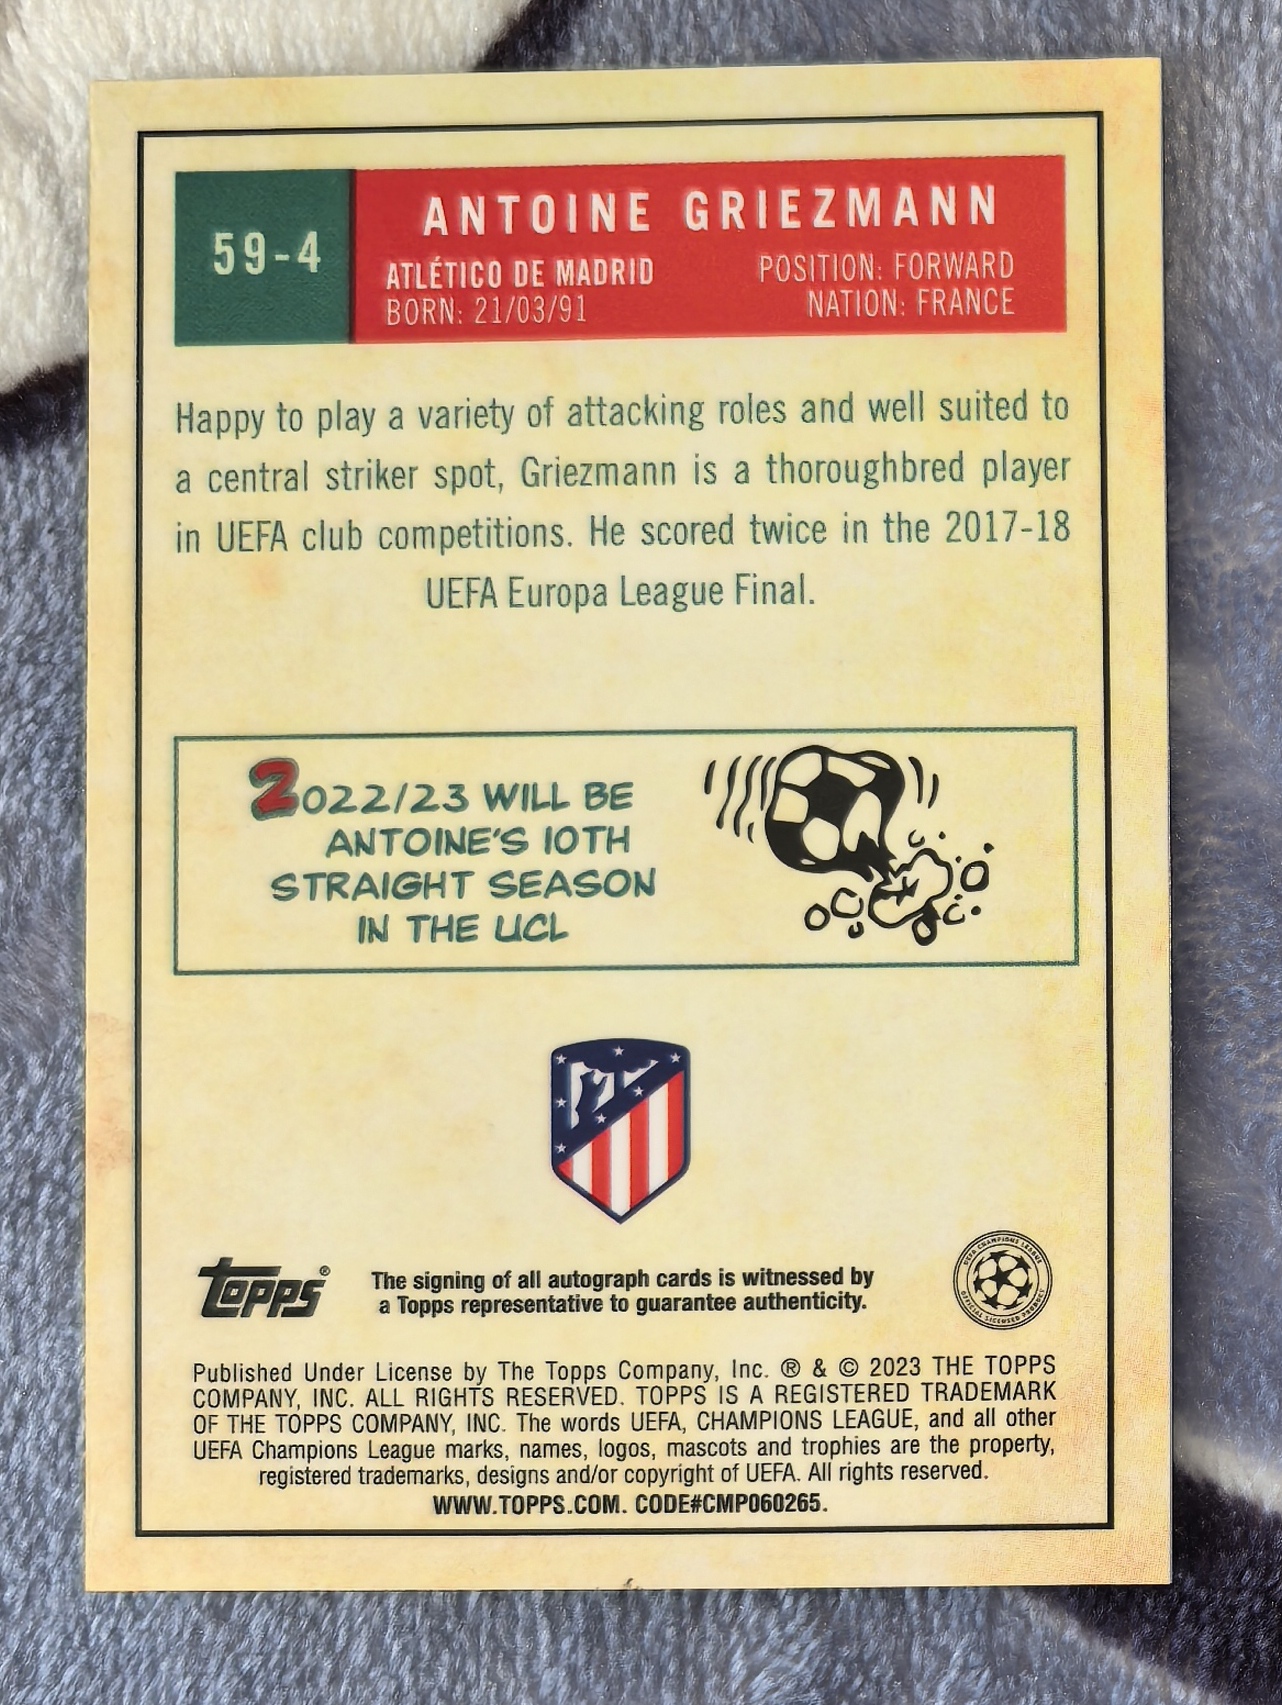 59-4
ANTOINE GRIEZMANN
ATLÉTICO DE MADRID
POSITION: FORWARD
BORN: 21/03/91
NATION: FRANCE
Happy to play a variety of attacking roles and well suited to
a central striker spot, Griezmann is a thoroughbred player
in UEFA club competitions. He scored twice in the 2017-18
UEFA Europa League Final.
2022/23 WILL BE
ANTOINE'S 10TH
STRAIGHT SEASON
IN THE UCL
TOPPS®
The signing of all autograph cards is witnessed by
a Topps representative to guarantee authenticity.
UEFA CHAMPIONS LEAGUE
OFFICIAL LICENSED PRODUCT
Published Under License by The Topps Company, Inc. ® & © 2023 THE TOPPS
COMPANY, INC. ALL RIGHTS RESERVED. TOPPS IS A REGISTERED TRADEMARK
OF THE TOPPS COMPANY, INC. The words UEFA, CHAMPIONS LEAGUE, and all other
UEFA Champions League marks, names, logos, mascots and trophies are the property,
registered trademarks, designs and/or copyright of UEFA. All rights reserved.
WWW.TOPPS.COM. CODE#CMP060265.